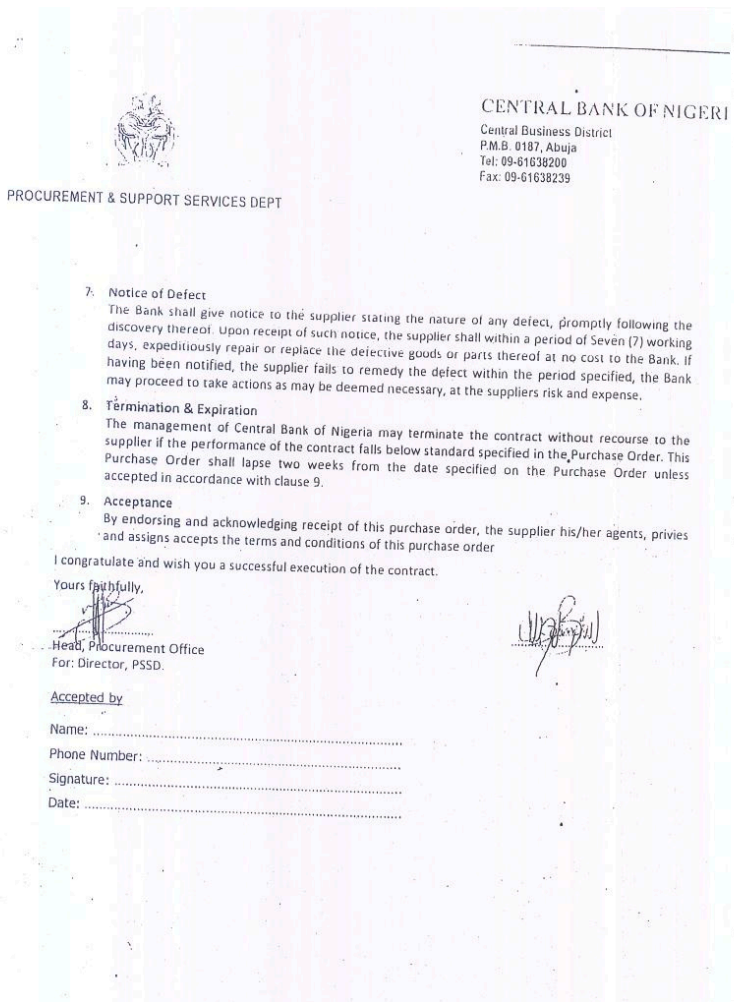 CENTRAL BANK OF NIGERI
Central Business District
P.M.B. 0187, Abuja
Tel: 09-61638200
Fax: 09-61638239
PROCUREMENT & SUPPORT SERVICES DEPT
7. Notice of Defect
The Bank shall give notice to the supplier stating the nature of any defect, promptly following the
discovery thereof. Upon receipt of such notice, the supplier shall within a period of Seven (7) working
days, expeditiously repair or replace the defective goods or parts thereof at no cost to the Bank. If
having been notified, the supplier fails to remedy the defect within the period specified, the Bank
may proceed to take actions as may be deemed necessary, at the suppliers risk and expense.
8. Termination & Expiration
The management of Central Bank of Nigeria may terminate the contract without recourse to the
supplier if the performance of the contract falls below standard specified in the Purchase Order. This
Purchase Order shall lapse two weeks from the date specified on the Purchase Order unless
accepted in accordance with clause 9.
9. Acceptance
By endorsing and acknowledging receipt of this purchase order, the supplier his/her agents, privies
and assigns accepts the terms and conditions of this purchase order
I congratulate and wish you a successful execution of the contract.
Yours faithfully,
Head, Procurement Office
For: Director, PSSD.
Accepted by
Name: ........................................................................
Phone Number: ...........................................................
Signature: ..................................................................
Date: .........................................................................